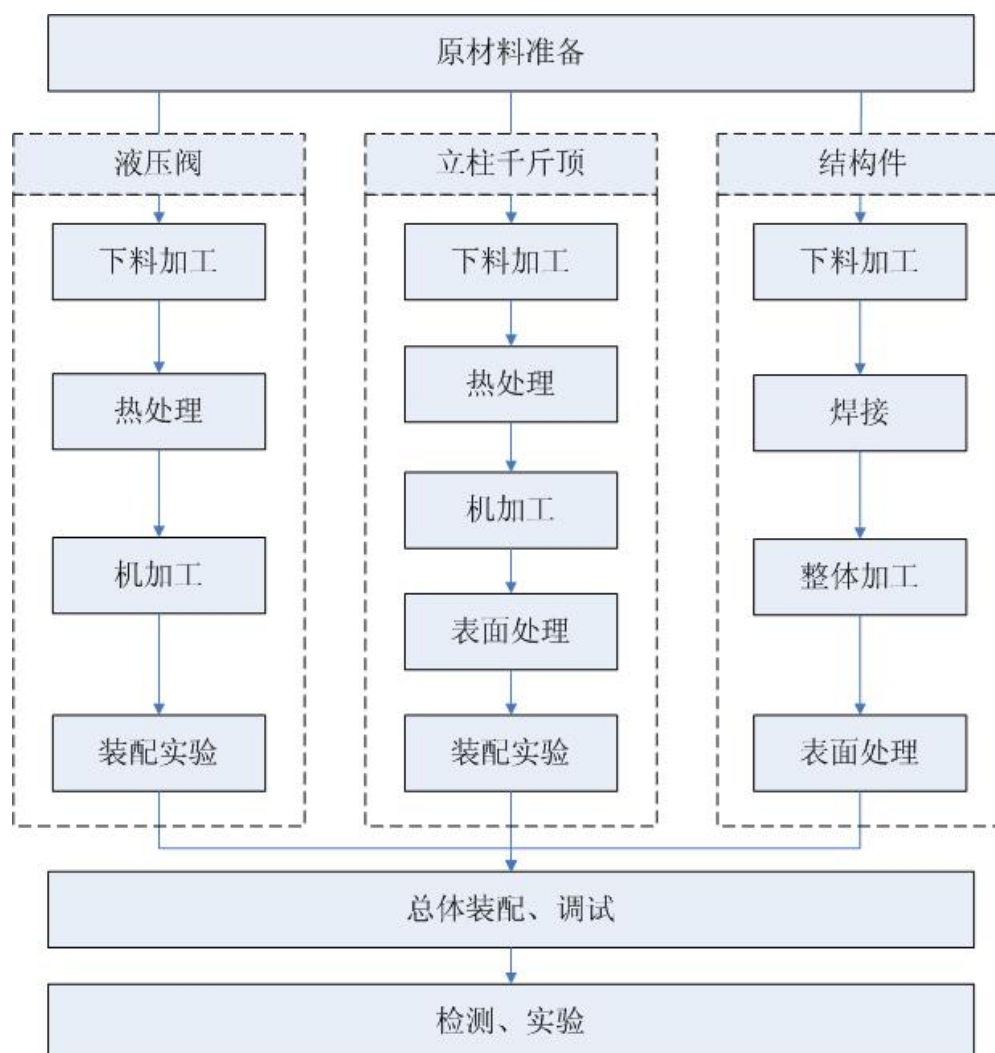 原材料准备
液压阀
下料加工
热处理
机加工
装配实验
立柱千斤顶
下料加工
热处理
机加工
表面处理
装配实验
结构件
下料加工
焊接
整体加工
表面处理
总体装配、调试
检测、实验